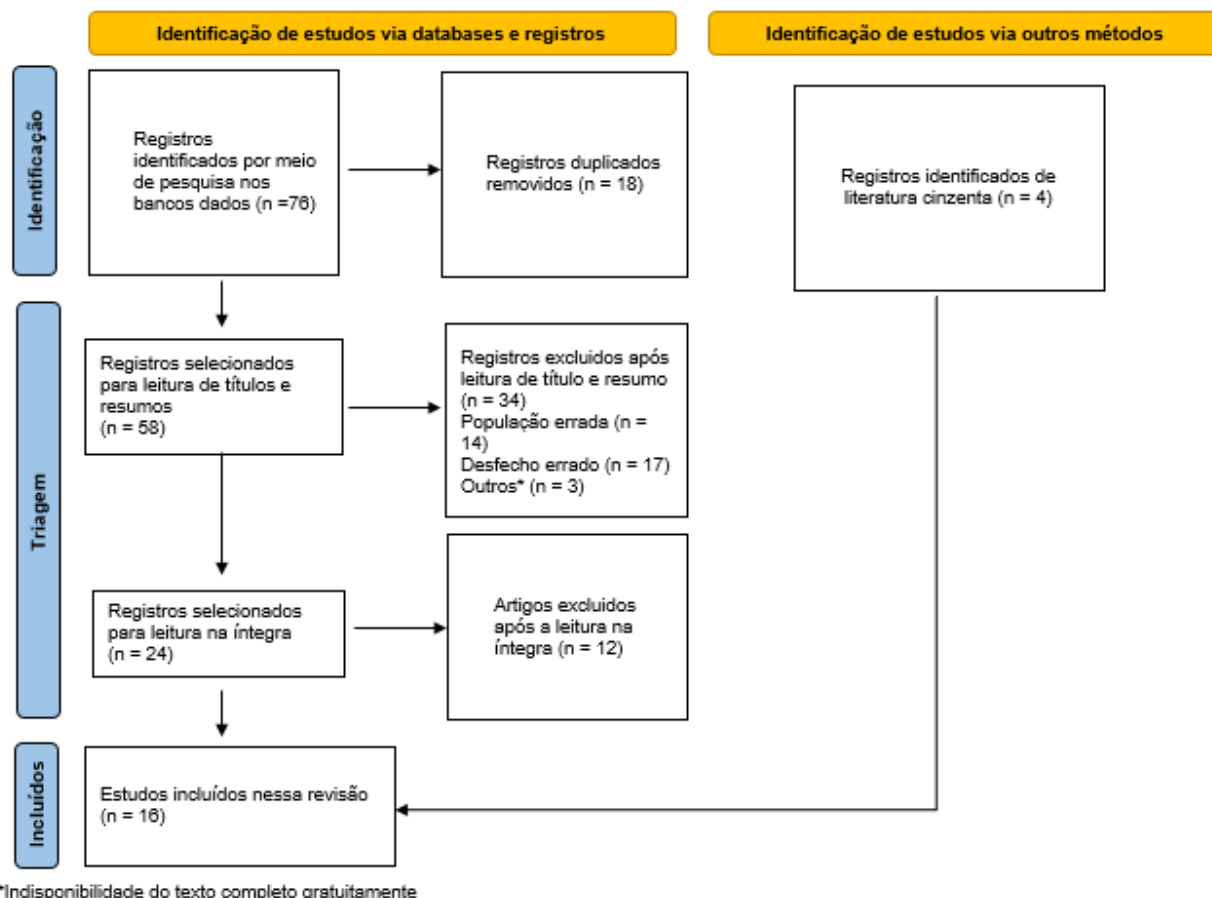 Identificação de estudos via databases e registros
Identificação de estudos via outros métodos
Identificação
Registros
identificados por meio
de pesquisa nos
bancos dados (n =76)
Registros duplicados
removidos (n = 18)
Registros identificados de
literatura cinzenta (n = 4)
Triagem
Registros selecionados
para leitura de títulos e
resumos
(n = 58)
Registros excluidos após
leitura de título e resumo
(n = 34)
População errada (n =
14)
Desfecho errado (n = 17)
Outros* (n = 3)
Registros selecionados
para leitura na íntegra
(n = 24)
Artigos excluidos
após a leitura na
íntegra (n = 12)
Incluídos
Estudos incluídos nessa revisão
(n = 16)
*Indisponibilidade do texto completo gratuitamente